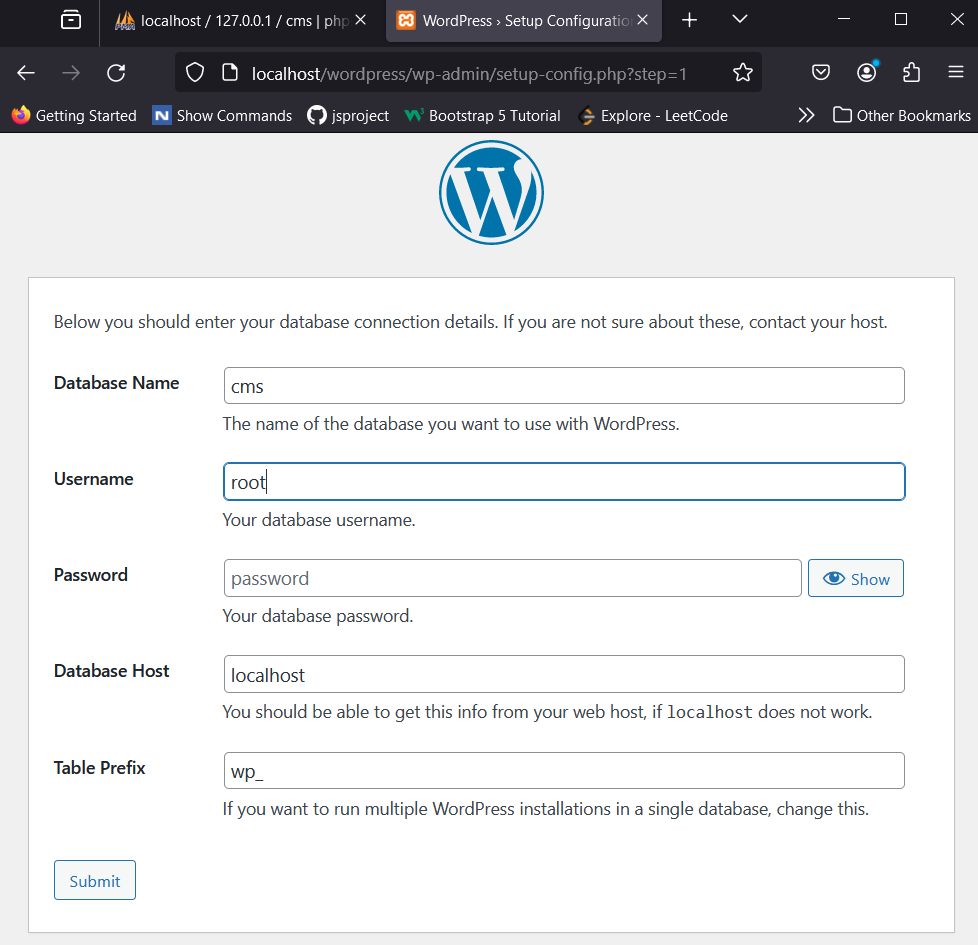 localhost / 127.0.0.1 / cms | php
WordPress › Setup Configuratio
localhost/wordpress/wp-admin/setup-config.php?step=1
Getting Started
Show Commands
jsproject
Bootstrap 5 Tutorial
Explore - LeetCode
Other Bookmarks
Below you should enter your database connection details. If you are not sure about these, contact your host.
Database Name
cms
The name of the database you want to use with WordPress.
Username
root
Your database username.
Password
password
Show
Your database password.
Database Host
localhost
You should be able to get this info from your web host, if localhost does not work.
Table Prefix
wp_
If you want to run multiple WordPress installations in a single database, change this.
Submit